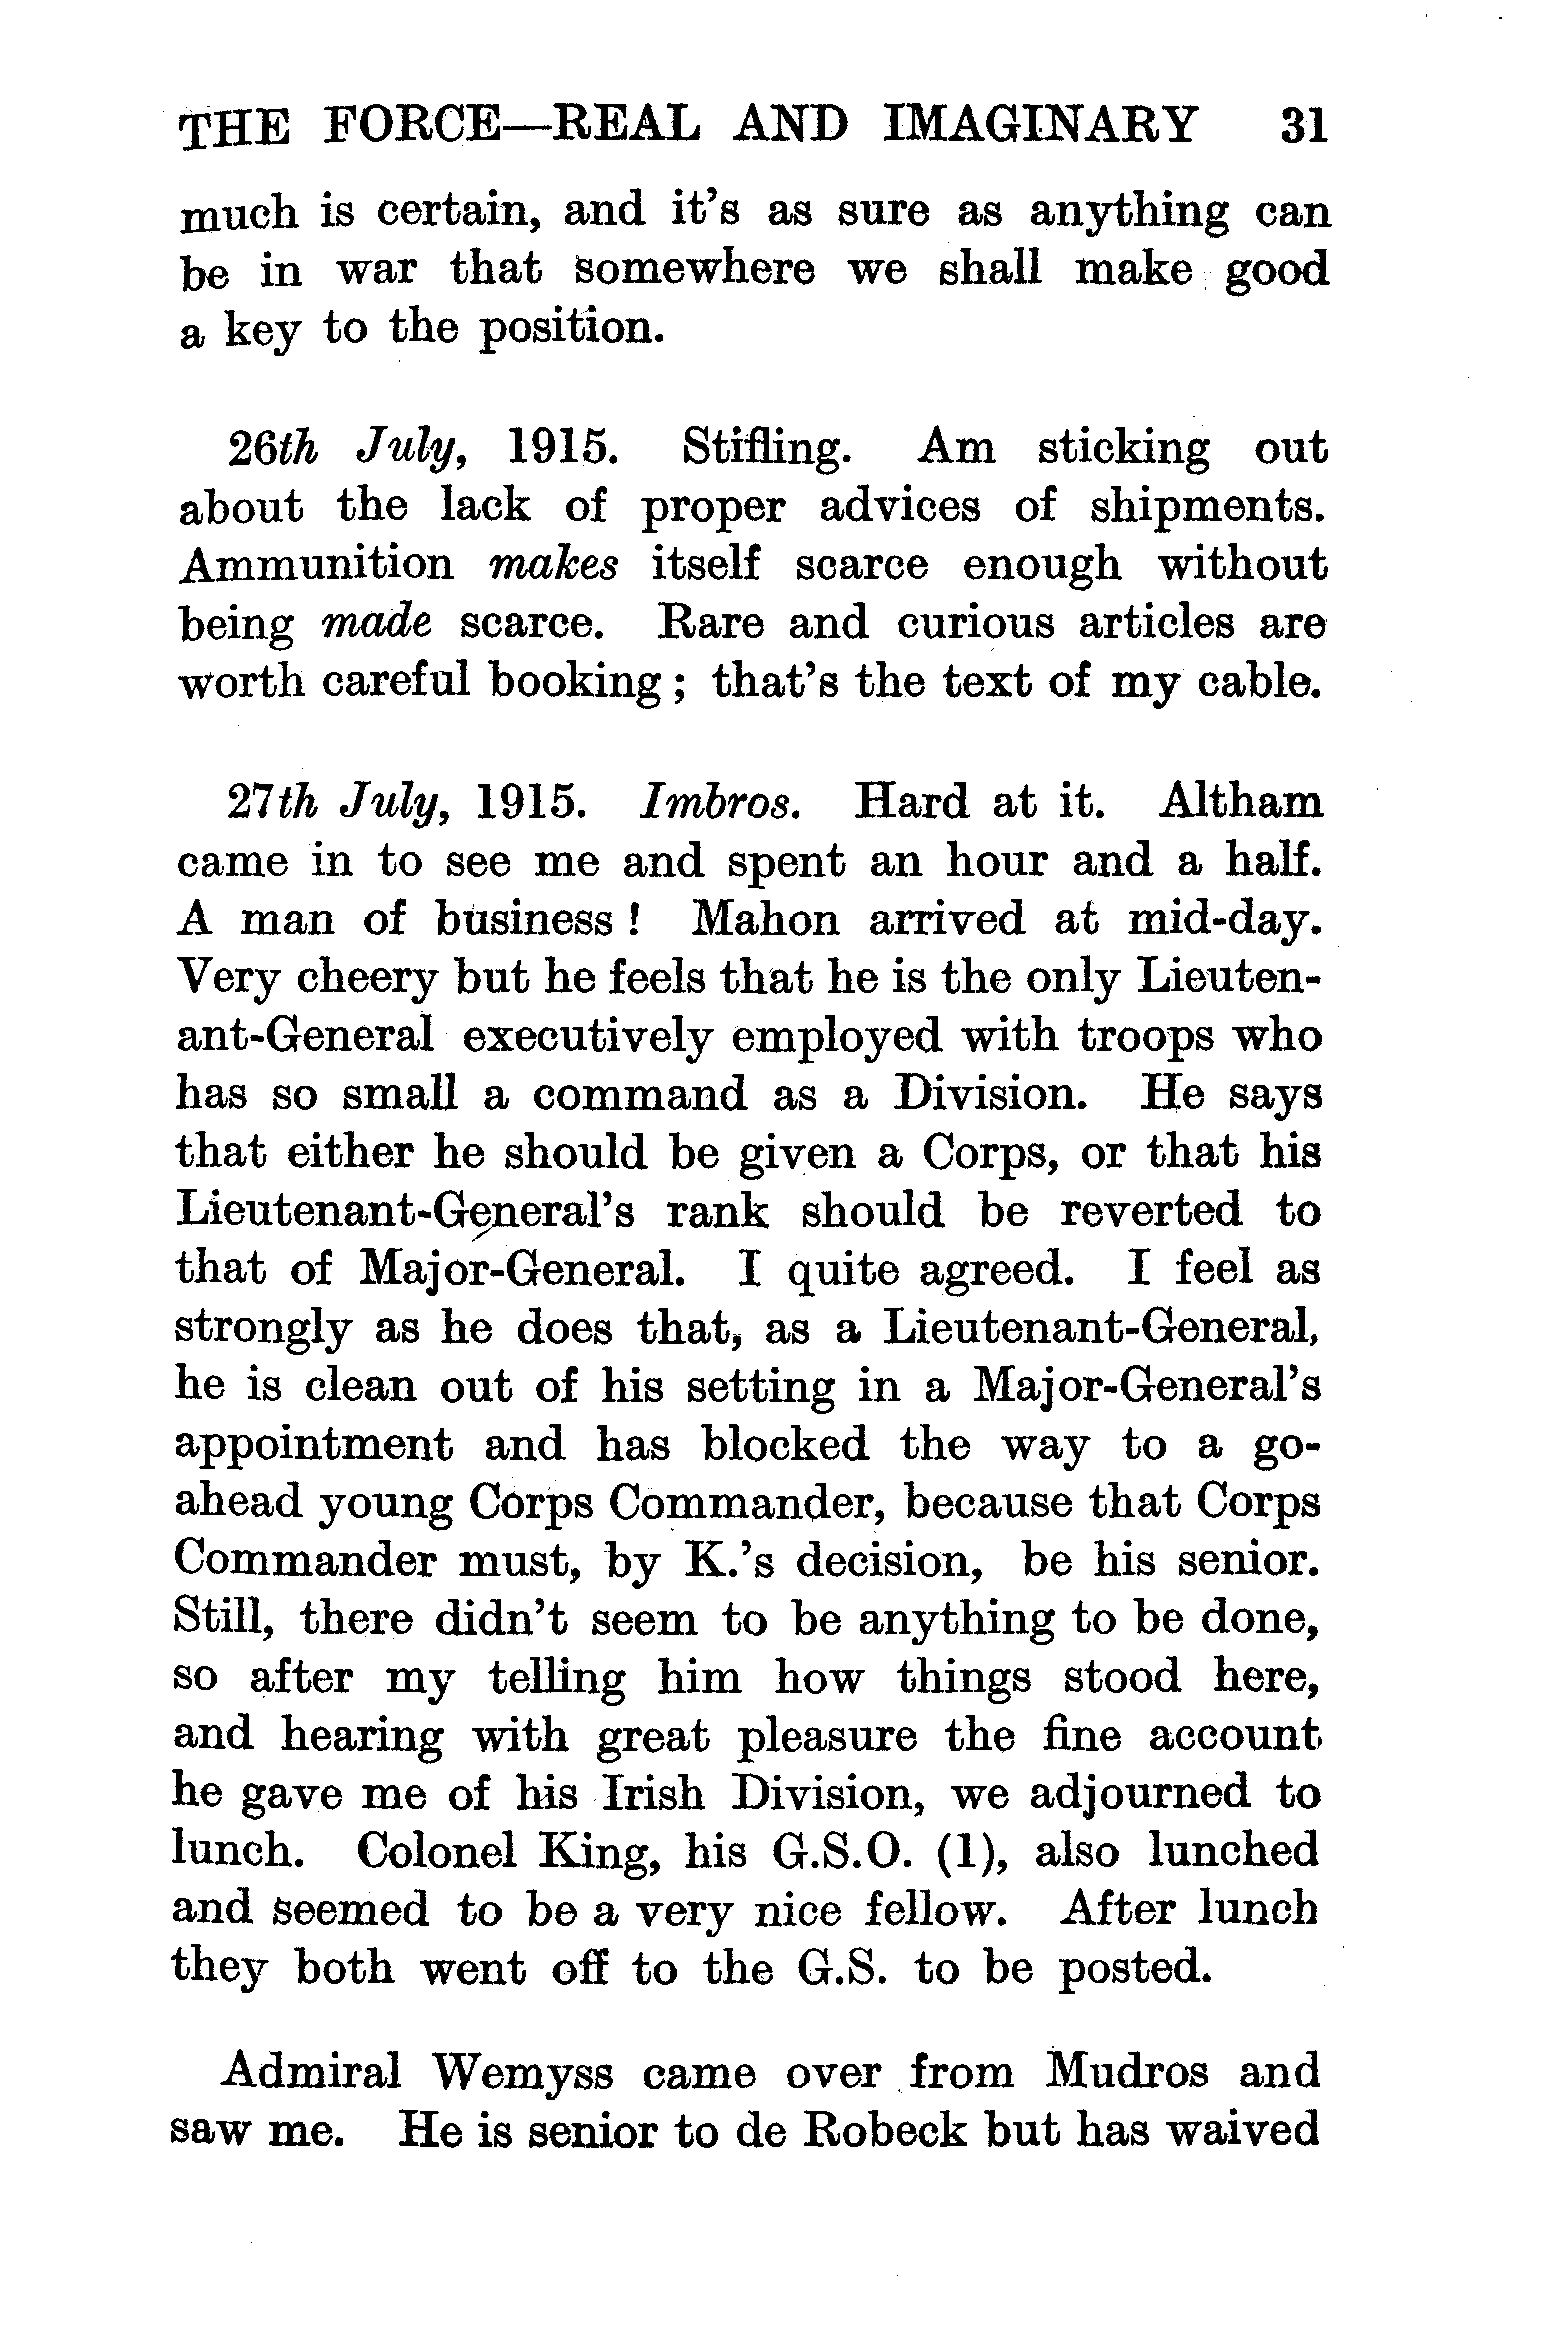 THE FORCE—REAL AND IMAGINARY 31
much is certain, and it's as sure as anything can
be in war that somewhere we shall make good
a key to the position.
26th July, 1915. Stifling. Am sticking out
about the lack of proper advices of shipments.
Ammunition makes itself scarce enough without
being made scarce. Rare and curious articles are
worth careful booking ; that's the text of my cable.
27th July, 1915. Imbros. Hard at it. Altham
came in to see me and spent an hour and a half.
A man of business ! Mahon arrived at mid-day.
Very cheery but he feels that he is the only Lieuten-
ant-General executively employed with troops who
has so small a command as a Division. He says
that either he should be given a Corps, or that his
Lieutenant-General's rank should be reverted to
that of Major-General. I quite agreed. I feel as
strongly as he does that, as a Lieutenant-General,
he is clean out of his setting in a Major-General's
appointment and has blocked the way to a go-
ahead young Corps Commander, because that Corps
Commander must, by K.'s decision, be his senior.
Still, there didn't seem to be anything to be done,
so after my telling him how things stood here,
and hearing with great pleasure the fine account
he gave me of his Irish Division, we adjourned to
lunch. Colonel King, his G.S.O. (1), also lunched
and seemed to be a very nice fellow. After lunch
they both went off to the G.S. to be posted.
Admiral Wemyss came over from Mudros and
saw me. He is senior to de Robeck but has waived